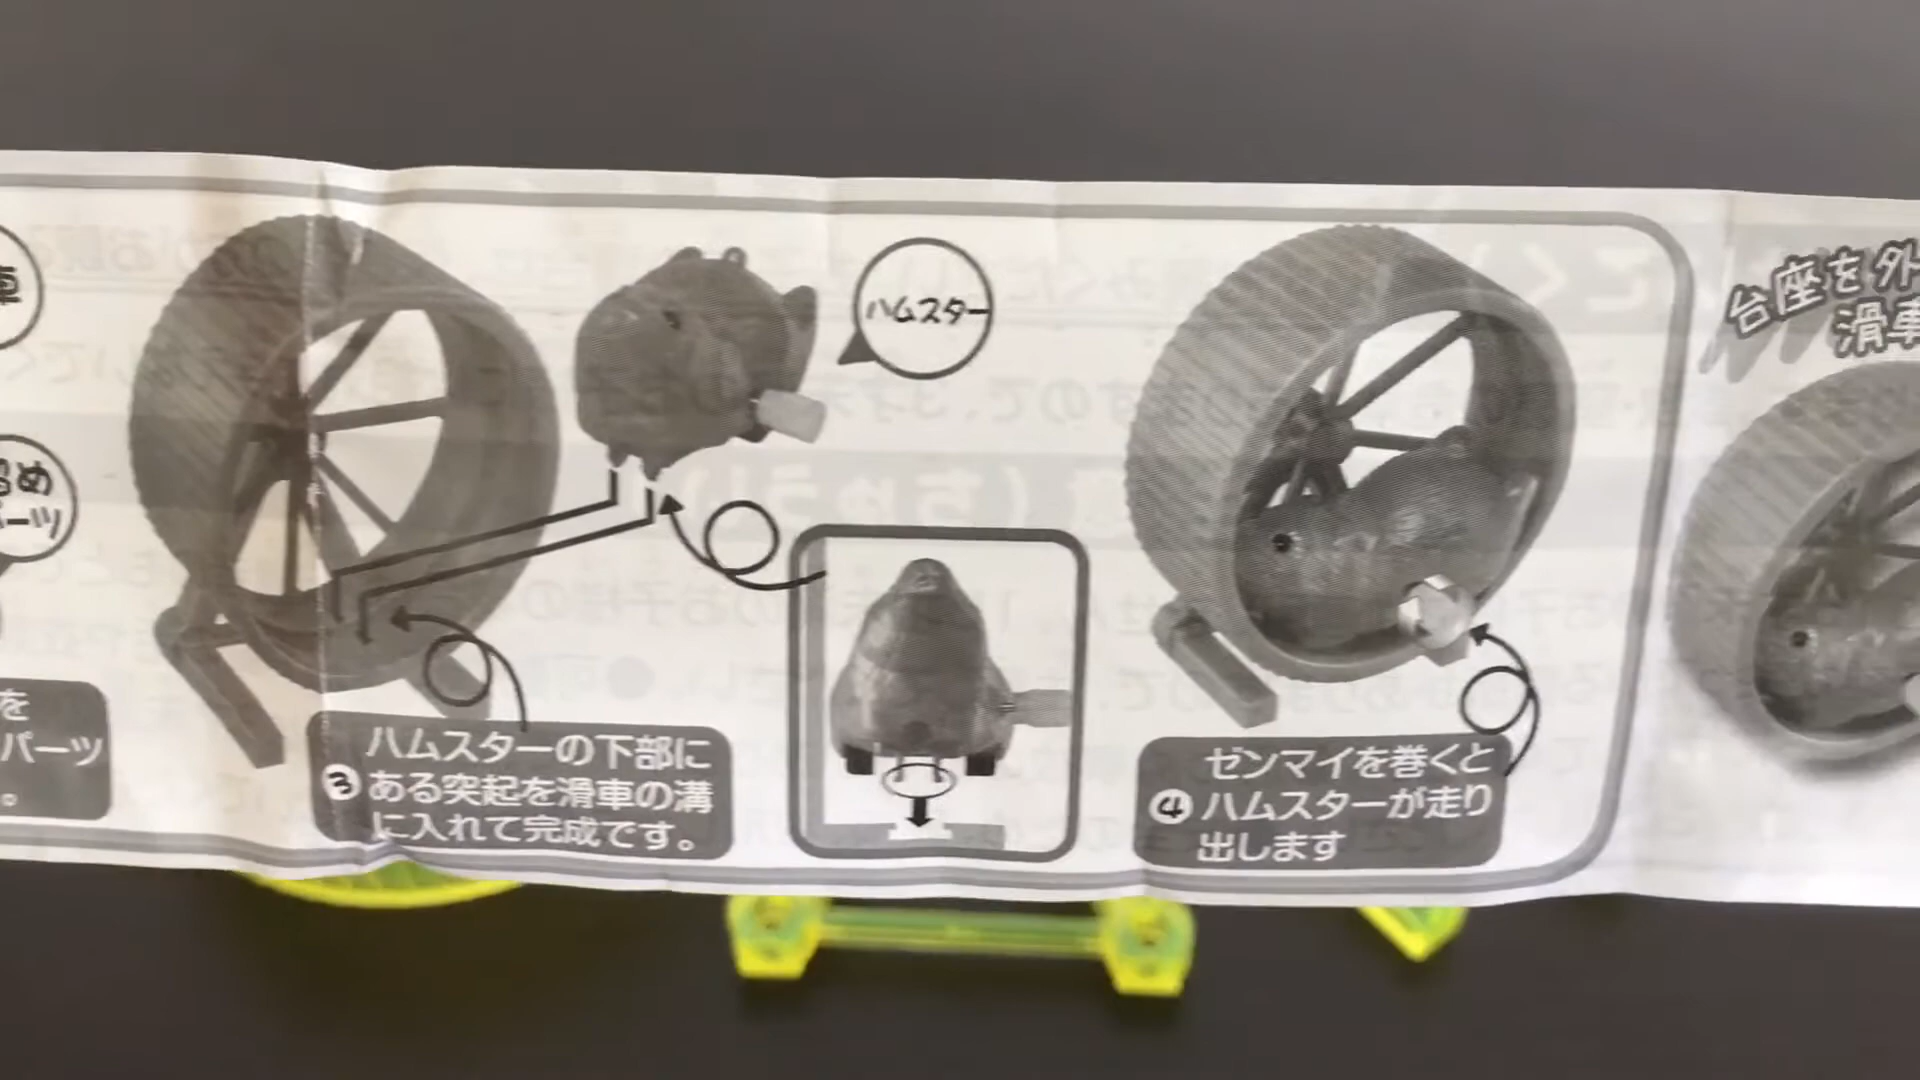 ハムスター
台座を外
滑車
を
パーツ
。
③
ハムスターの下部に
ある突起を滑車の溝
に入れて完成です。
④
ゼンマイを巻くと
ハムスターが走り
出します